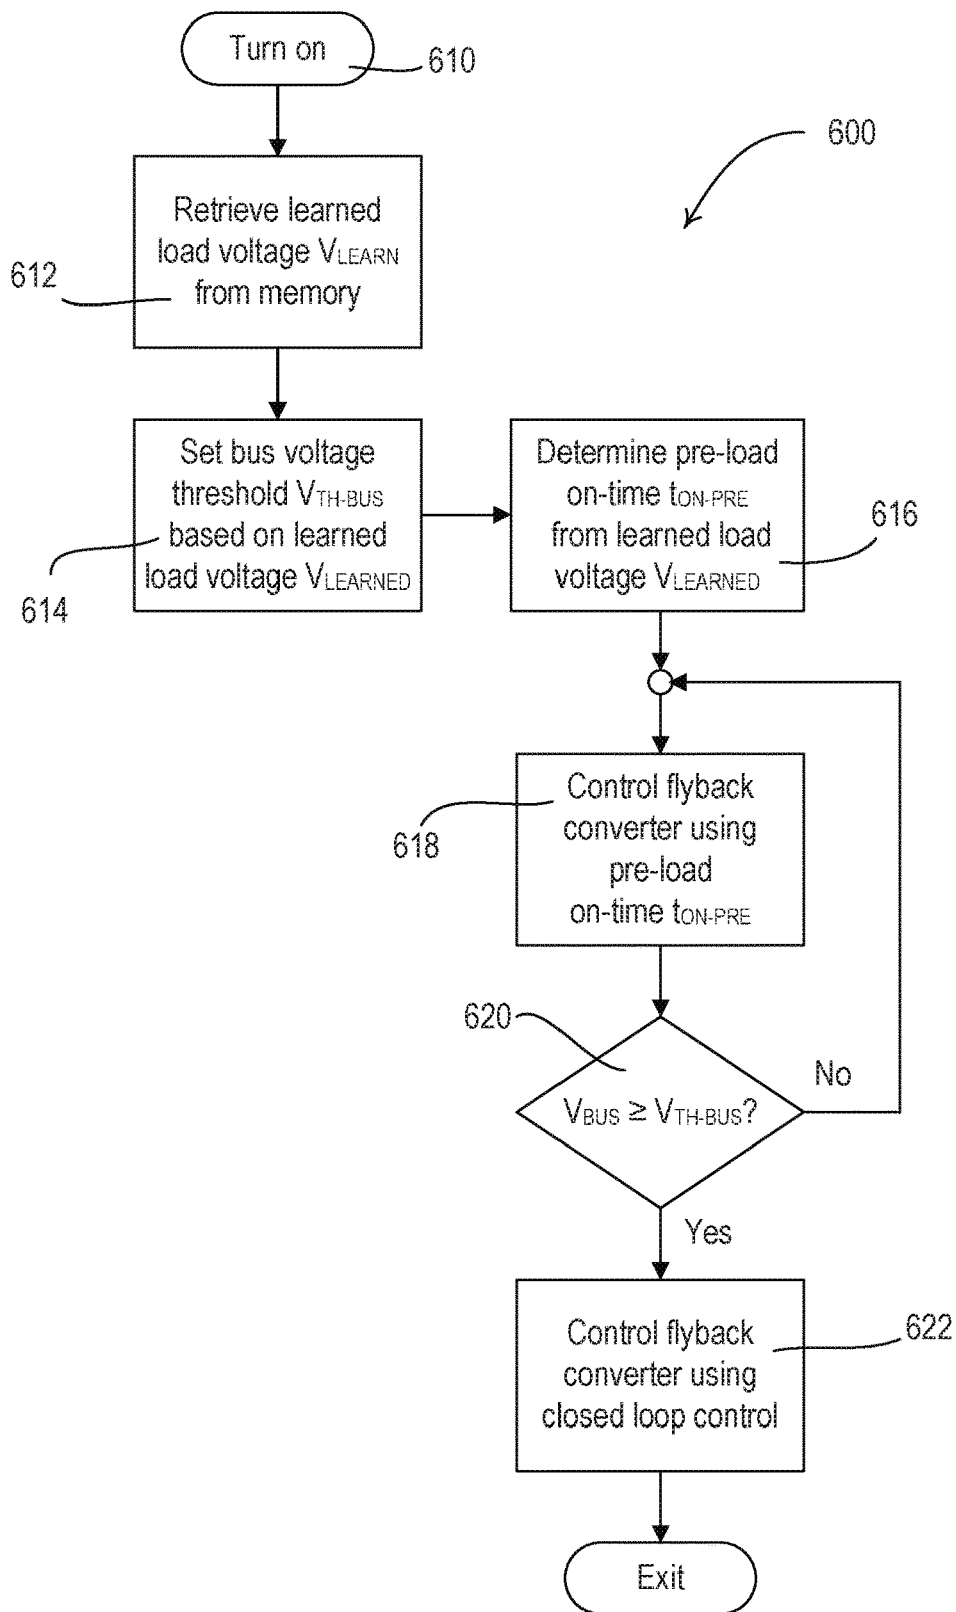 Turn on
610
600
Retrieve learned
load voltage VLEARN
from memory
612
Set bus voltage
threshold VTH-BUS
based on learned
load voltage VLEARNED
614
Determine pre-load
on-time tON-PRE
from learned load
voltage VLEARNED
616
Control flyback
converter using
pre-load
on-time tON-PRE
618
620
VBUS ≥ VTH-BUS?
No
Yes
Control flyback
converter using
closed loop control
622
Exit